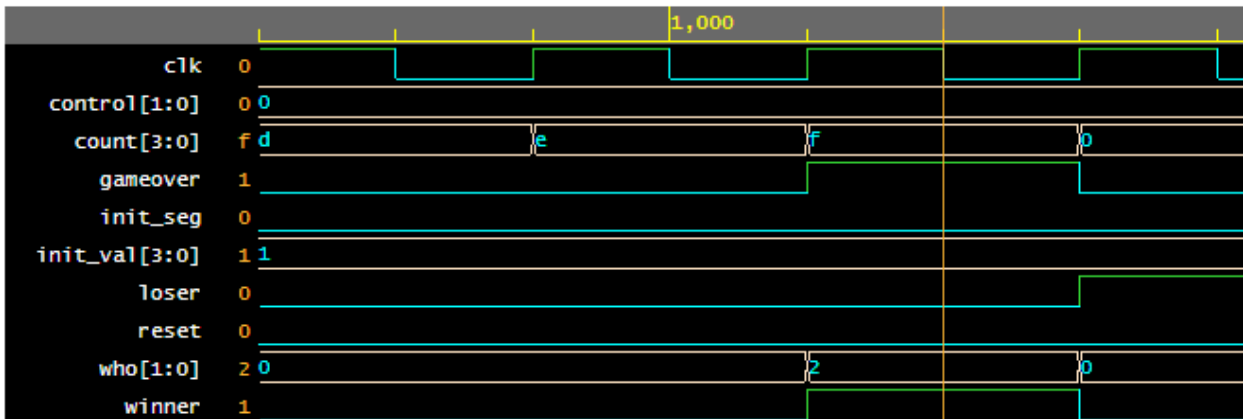 1,000
clk 0
control[1:0] 0 0
count[3:0] f d e f 0
gameover 1
init_seg 0
init_val[3:0] 1 1
loser 0
reset 0
who[1:0] 2 0 2 0
winner 1